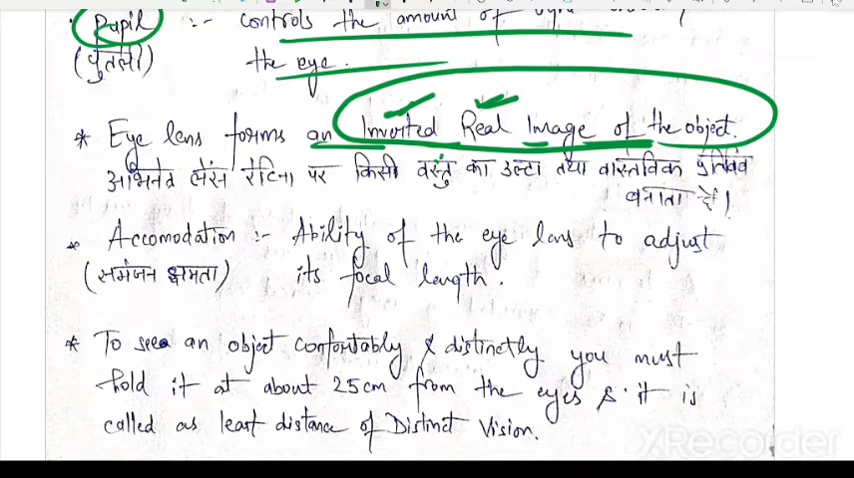 Pupil :- controls the amount of
(पुतली) the eye.
* Eye lens forms an Inverted Real Image of the object.
अभिनेत्र लेंस रेटिना पर किसी वस्तु का उल्टा तथा वास्तविक प्रतिबिंब
बनाता है।
* Accomodation :- Ability of the eye lens to adjust
(समंजन क्षमता) its focal length.
* To see an object comfortably & distinctly you must
hold it at about 25cm from the eyes & it is
called as least distance of Distinct Vision.
XRecorder